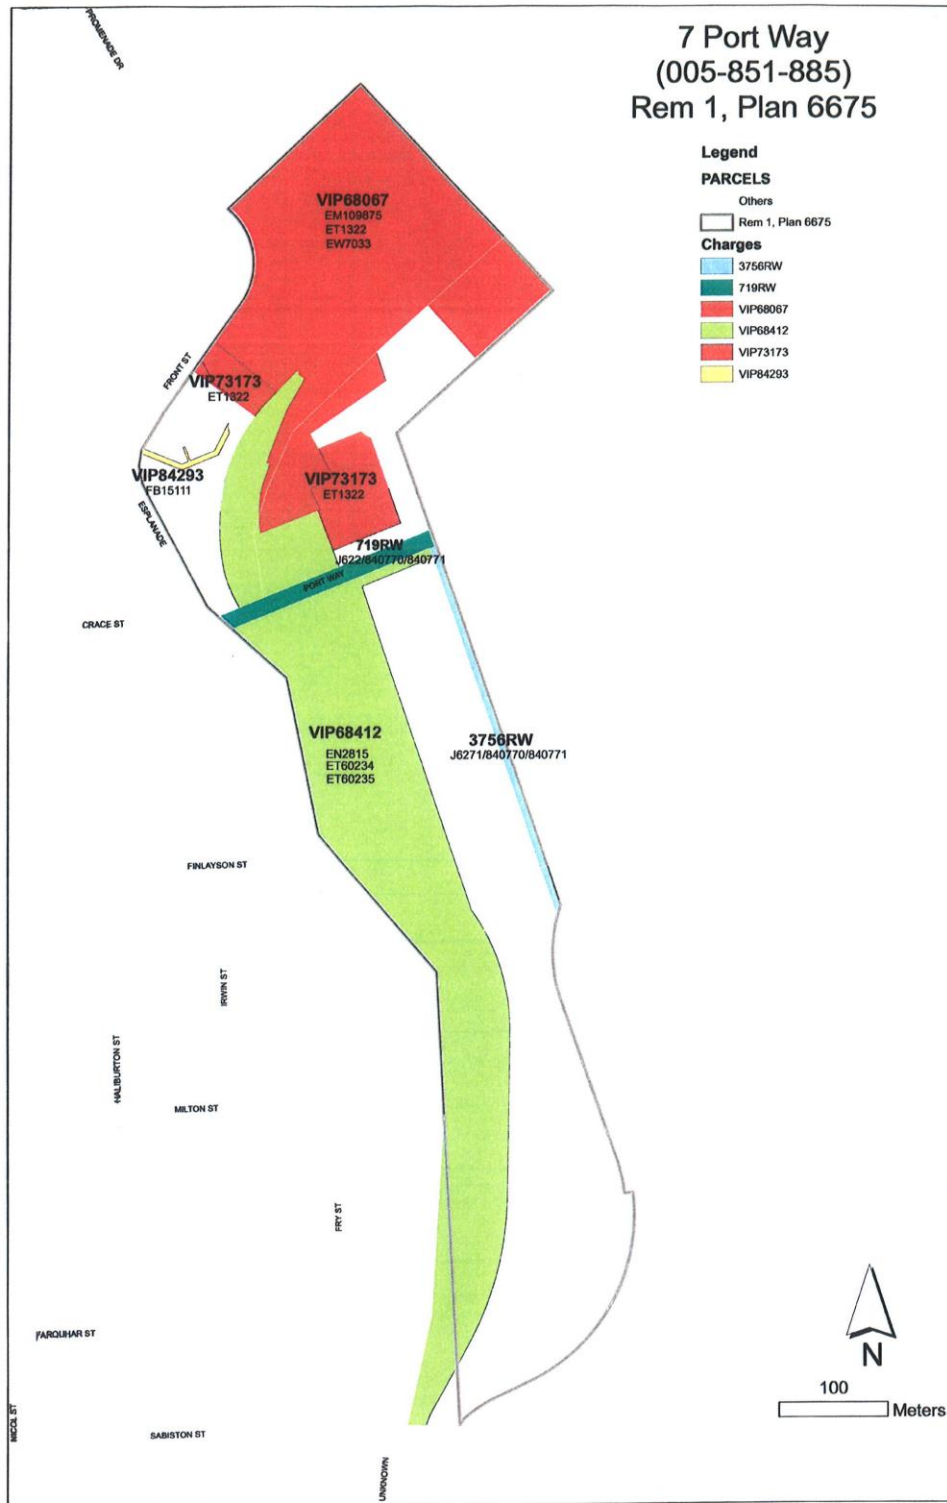 PROMENADE DR
7 Port Way
(005-851-885)
Rem 1, Plan 6675
Legend
PARCELS
Others
Rem 1, Plan 6675
Charges
3756RW
719RW
VIP68067
VIP68412
VIP73173
VIP84293
VIP68067
EM109875
ET1322
EW7033
FRONT ST
VIP73173
ET1322
VIP84293
FB15111
VIP73173
ET1322
ESPLANADE
719RW
J622/840770/840771
PORT WAY
CRACE ST
VIP68412
EN2815
ET60234
ET60235
3756RW
J6271/840770/840771
FINLAYSON ST
IRWIN ST
HALIBURTON ST
MILTON ST
FRY ST
FARQUHAR ST
N
100
Meters
NICOL ST
SABISTON ST
UNKNOWN